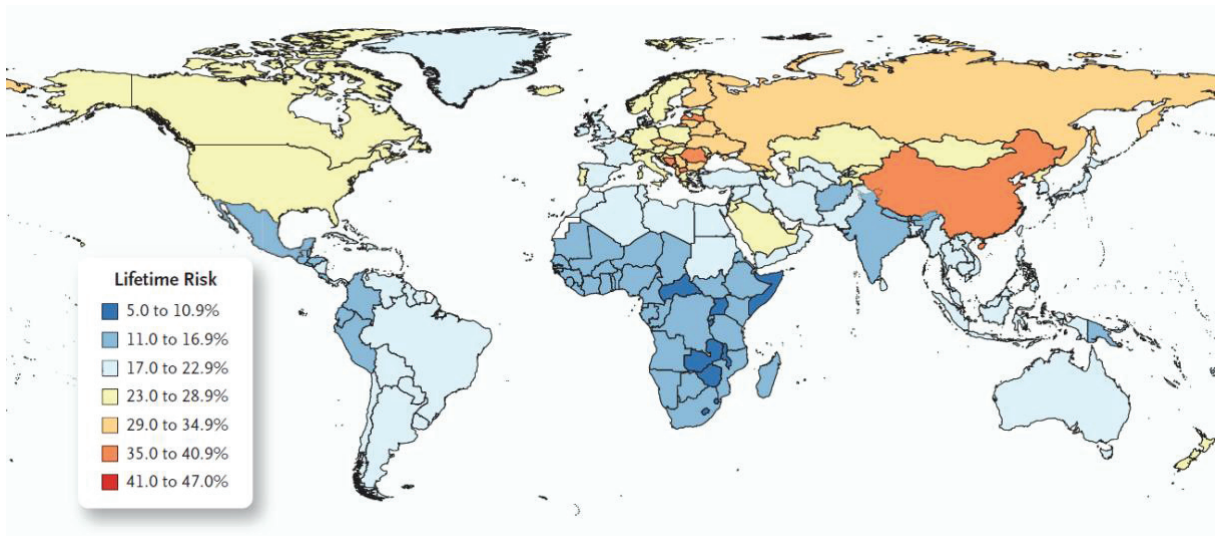 Lifetime Risk
5.0 to 10.9%
11.0 to 16.9%
17.0 to 22.9%
23.0 to 28.9%
29.0 to 34.9%
35.0 to 40.9%
41.0 to 47.0%